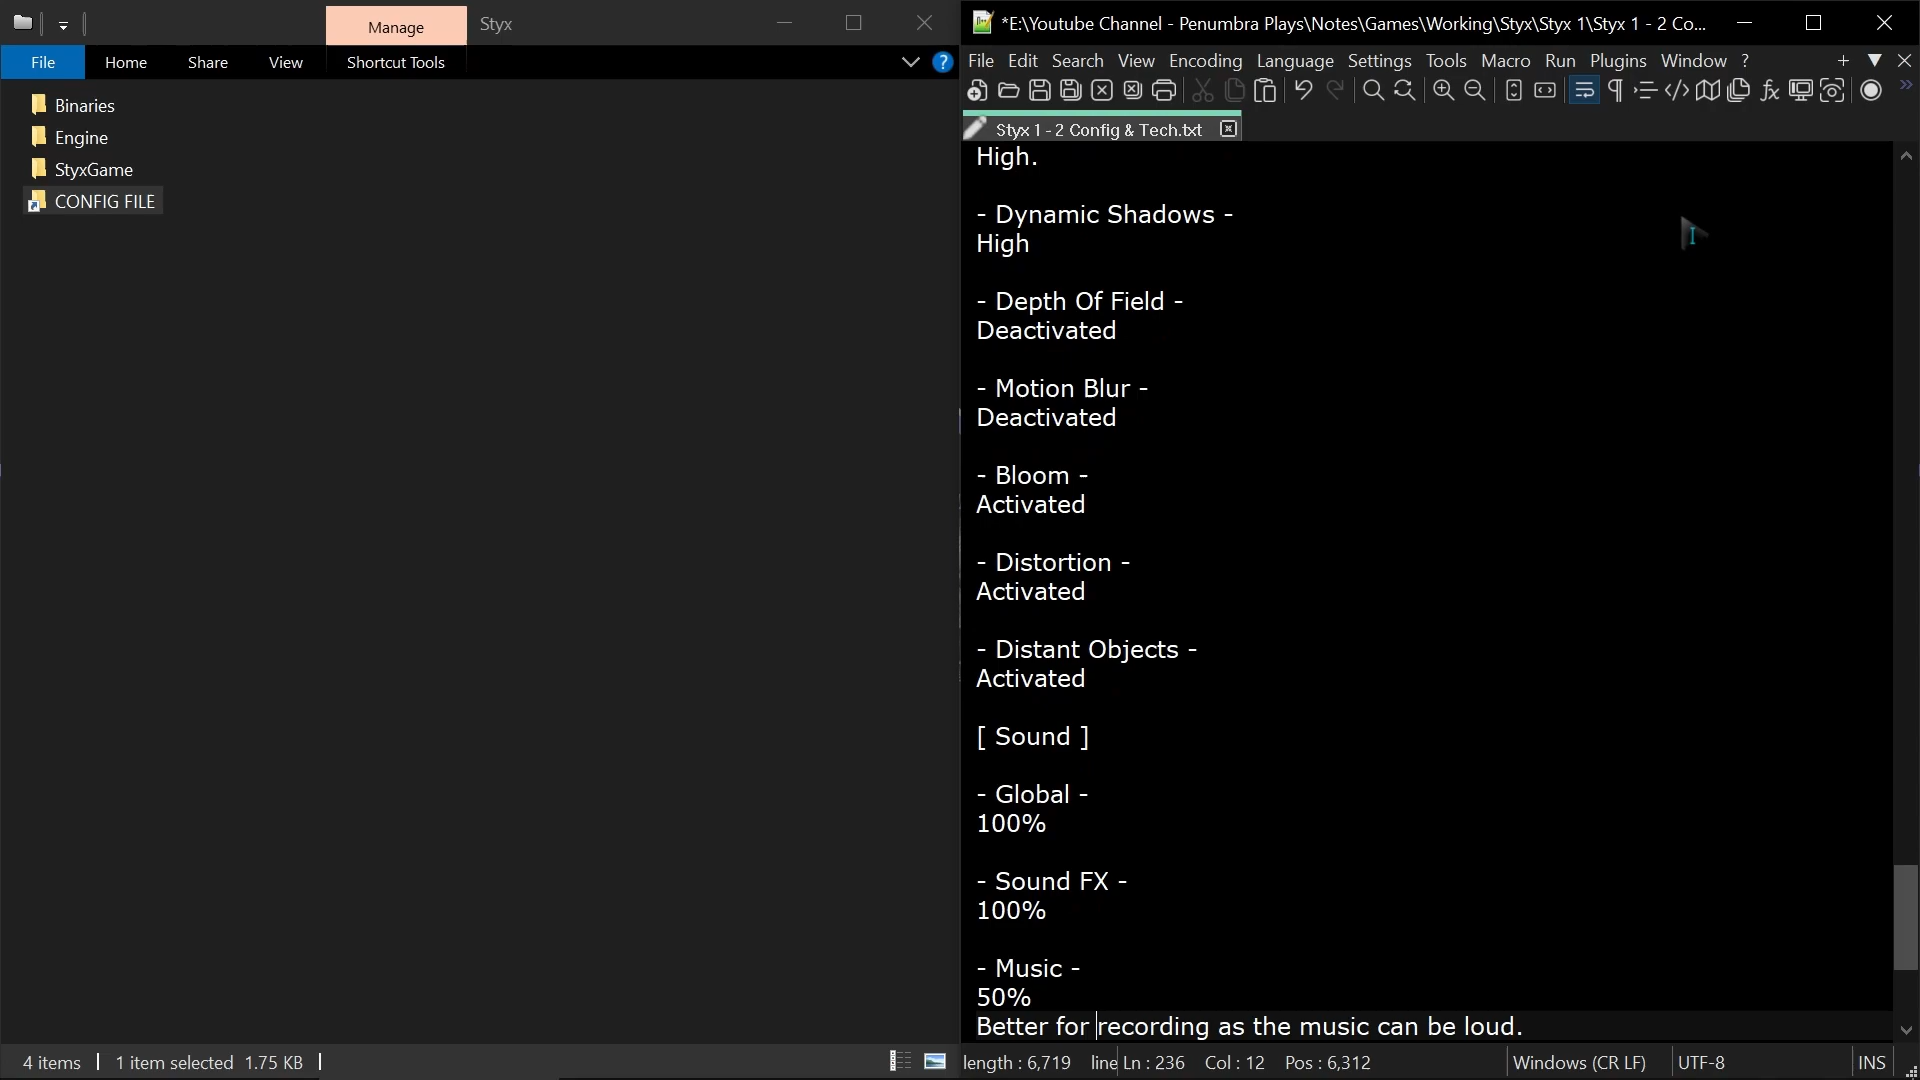 Manage
Styx
File
Home
Share
View
Shortcut Tools
?
Binaries
Engine
StyxGame
CONFIG FILE
4 items
1 item selected 1.75 KB
*E:\Youtube Channel - Penumbra Plays\Notes\Games\Working\Styx\Styx 1\Styx 1 - 2 Co...
File Edit Search View Encoding Language Settings Tools Macro Run Plugins Window ?
Styx 1 - 2 Config & Tech.txt
High.
- Dynamic Shadows -
High
- Depth Of Field -
Deactivated
- Motion Blur -
Deactivated
- Bloom -
Activated
- Distortion -
Activated
- Distant Objects -
Activated
[ Sound ]
- Global -
100%
- Sound FX -
100%
- Music -
50%
Better for recording as the music can be loud.
length : 6,719 line Ln : 236 Col : 12 Pos : 6,312 Windows (CR LF) UTF-8 INS